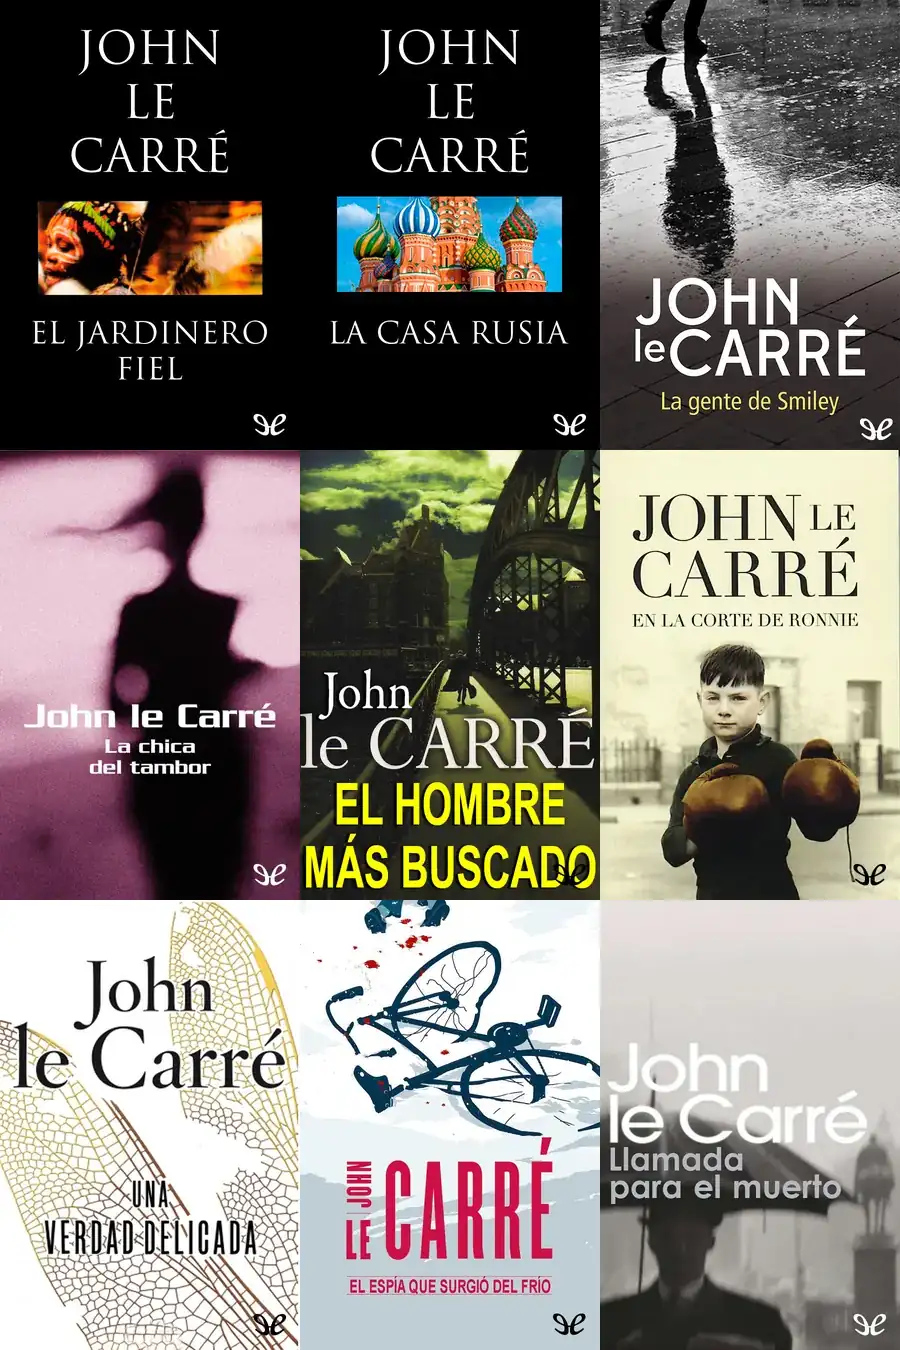 JOHN
LE
CARRÉ
EL JARDINERO
FIEL
JOHN
LE
CARRÉ
LA CASA RUSIA
JOHN
le CARRÉ
La gente de Smiley
John le Carré
La chica
del tambor
John
le CARRÉ
EL HOMBRE
MÁS BUSCADO
JOHN LE
CARRÉ
EN LA CORTE DE RONNIE
John
le Carré
UNA
VERDAD DELICADA
JOHN
LE CARRÉ
EL ESPÍA QUE SURGIÓ DEL FRÍO
John
le Carré
Llamada
para el muerto